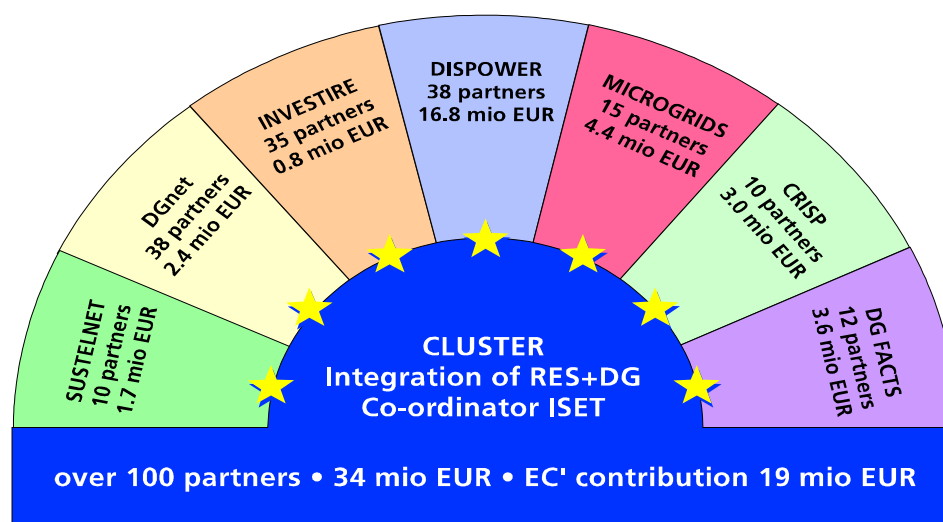 SUSTELNET
10 partners
1.7 mio EUR
DGnet
38 partners
2.4 mio EUR
INVESTIRE
35 partners
0.8 mio EUR
DISPOWER
38 partners
16.8 mio EUR
MICROGRIDS
15 partners
4.4 mio EUR
CRISP
10 partners
3.0 mio EUR
DG FACTS
12 partners
3.6 mio EUR
CLUSTER
Integration of RES+DG
Co-ordinator ISET
over 100 partners • 34 mio EUR • EC' contribution 19 mio EUR